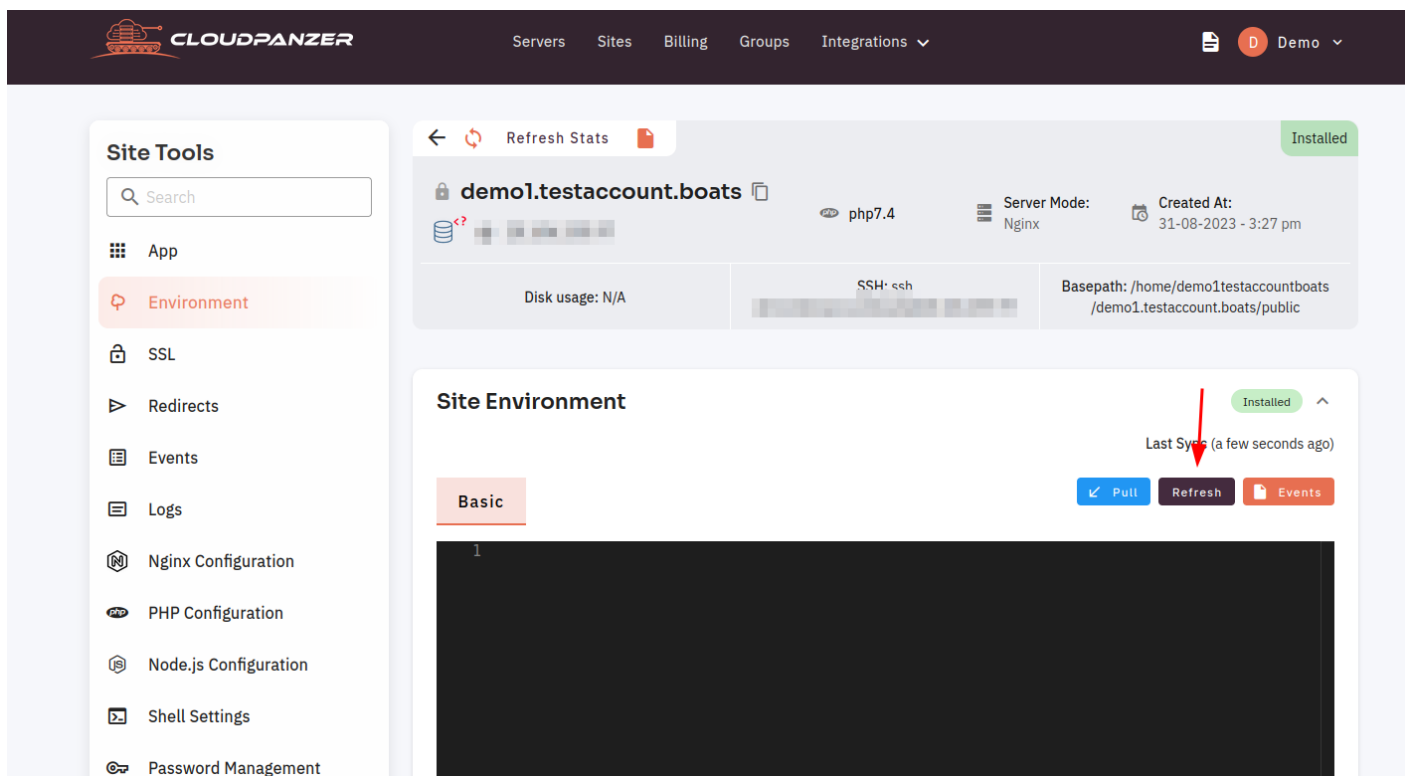 CLOUDPANZER
Servers Sites Billing Groups Integrations
D Demo
Site Tools
Search
App
Environment
SSL
Redirects
Events
Logs
Nginx Configuration
PHP Configuration
Node.js Configuration
Shell Settings
Password Management
Refresh Stats
Installed
demo1.testaccount.boats
php7.4
Server Mode:
Nginx
Created At:
31-08-2023 - 3:27 pm
Disk usage: N/A
SSH: ssh
Basepath: /home/demo1testaccountboats
/demo1.testaccount.boats/public
Site Environment
Installed
Last Sync (a few seconds ago)
Basic
Pull Refresh Events
1